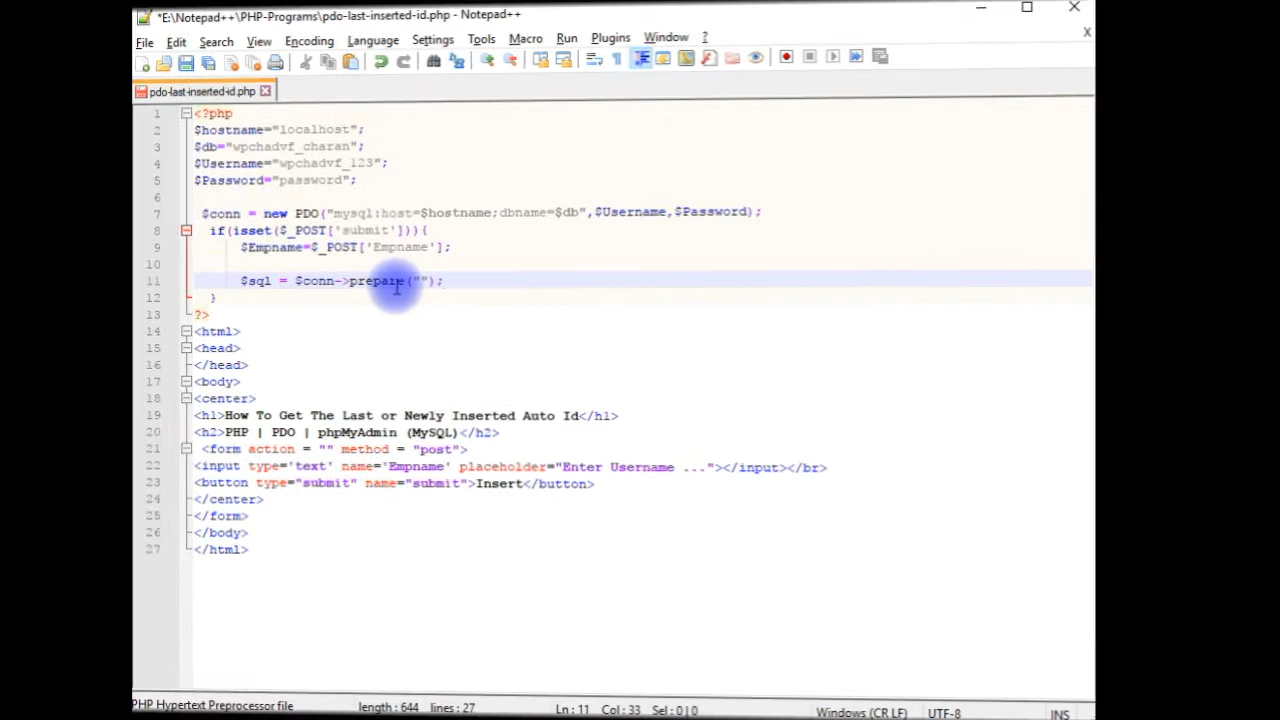 *E:\Notepad++\PHP-Programs\pdo-last-inserted-id.php - Notepad++
File Edit Search View Encoding Language Settings Tools Macro Run Plugins Window ? X
pdo-last-inserted-id.php
1 <?php
2 $hostname="localhost";
3 $db="wpchadvf_charan";
4 $Username="wpchadvf_123";
5 $Password="password";
6
7 $conn = new PDO("mysql:host=$hostname;dbname=$db",$Username,$Password);
8 if(isset($_POST['submit'])){
9 $Empname=$_POST['Empname'];
10
11 $sql = $conn->prepare("");
12 }
13 ?>
14 <html>
15 <head>
16 </head>
17 <body>
18 <center>
19 <h1>How To Get The Last or Newly Inserted Auto Id</h1>
20 <h2>PHP | PDO | phpMyAdmin (MySQL)</h2>
21 <form action = "" method = "post">
22 <input type='text' name='Empname' placeholder="Enter Username ..."></input></br>
23 <button type="submit" name="submit">Insert</button>
24 </center>
25 </form>
26 </body>
27 </html>
PHP Hypertext Preprocessor file length : 644 lines : 27 Ln : 11 Col : 33 Sel : 0 | 0 Windows (CR LF) UTF-8 INS